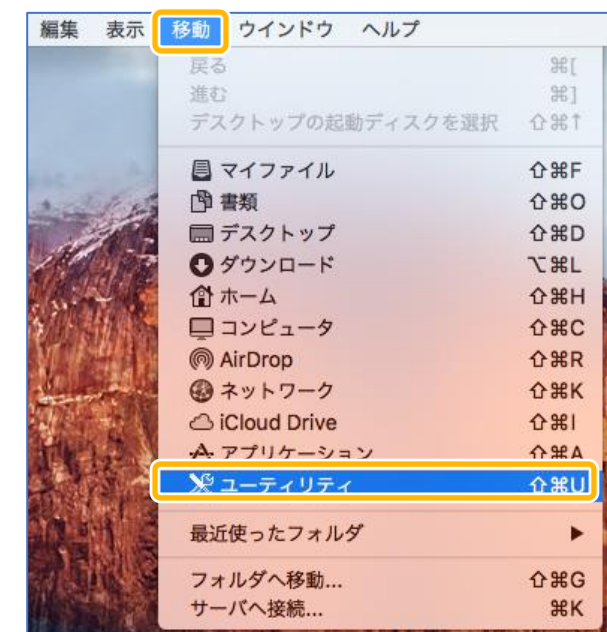 編集 表示 移動 ウインドウ ヘルプ
戻る ⌘[
進む ⌘]
デスクトップの起動ディスクを選択 ⇧⌘↑
マイファイル ⇧⌘F
書類 ⇧⌘O
デスクトップ ⇧⌘D
ダウンロード ⌥⌘L
ホーム ⇧⌘H
コンピュータ ⇧⌘C
AirDrop ⇧⌘R
ネットワーク ⇧⌘K
iCloud Drive ⇧⌘I
アプリケーション ⇧⌘A
ユーティリティ ⇧⌘U
最近使ったフォルダ ▶
フォルダへ移動... ⇧⌘G
サーバへ接続... ⌘K